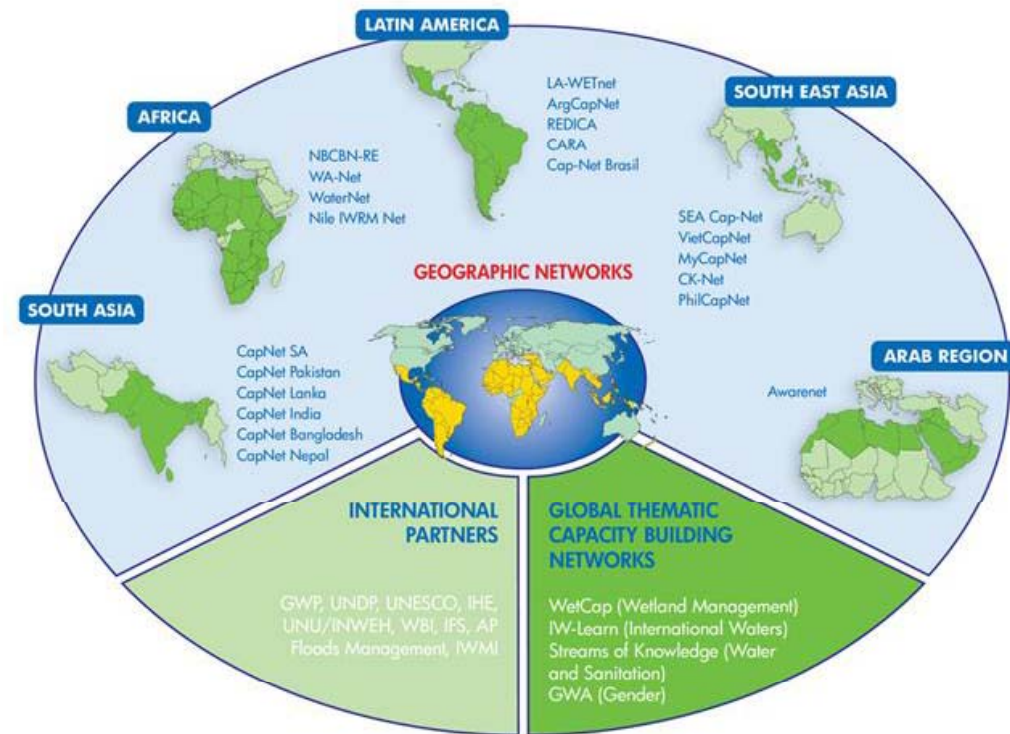 LATIN AMERICA
LA-WETnet
ArgCapNet
REDICA
CARA
Cap-Net Brasil
SOUTH EAST ASIA
SEA Cap-Net
VietCapNet
MyCapNet
CK-Net
PhilCapNet
AFRICA
NBCBN-RE
WA-Net
WaterNet
Nile IWRM Net
GEOGRAPHIC NETWORKS
SOUTH ASIA
CapNet SA
CapNet Pakistan
CapNet Lanka
CapNet India
CapNet Bangladesh
CapNet Nepal
ARAB REGION
Awarenet
INTERNATIONAL
PARTNERS
GWP, UNDP, UNESCO, IHE,
UNU/INWEH, WBI, IFS, AP
Floods Management, IWMI
GLOBAL THEMATIC
CAPACITY BUILDING
NETWORKS
WetCap (Wetland Management)
IW-Learn (International Waters)
Streams of Knowledge (Water
and Sanitation)
GWA (Gender)